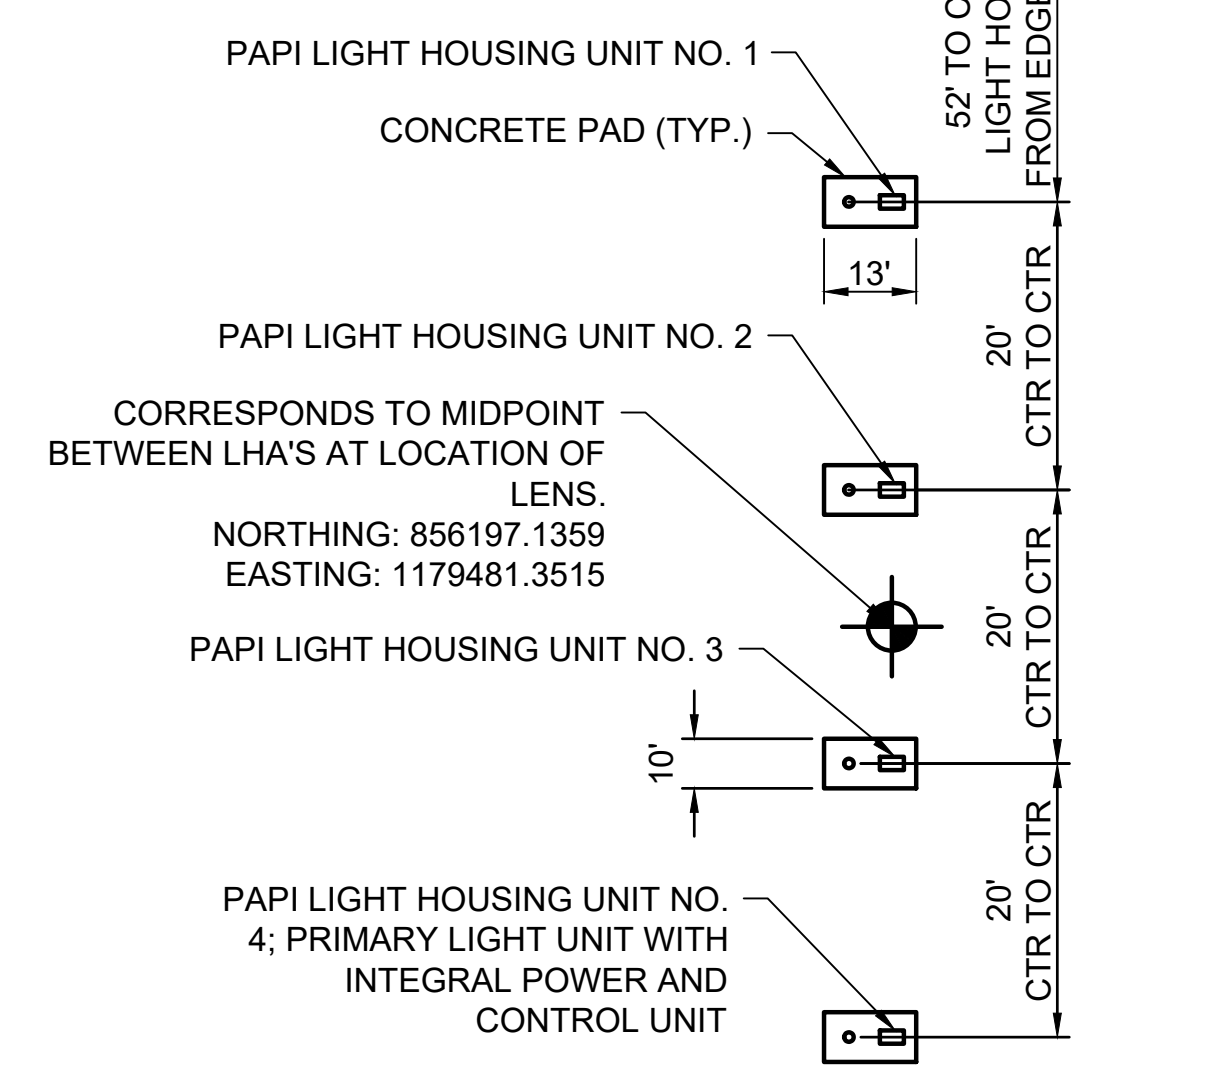 PAPI LIGHT HOUSING UNIT NO. 1
CONCRETE PAD (TYP.)
52' TO
LIGHT
FROM EDGE
13'
20'
CTR TO CTR
PAPI LIGHT HOUSING UNIT NO. 2
CORRESPONDS TO MIDPOINT
BETWEEN LHA'S AT LOCATION OF
LENS.
NORTHING: 856197.1359
EASTING: 1179481.3515
20'
CTR TO CTR
PAPI LIGHT HOUSING UNIT NO. 3
10'
20'
CTR TO CTR
PAPI LIGHT HOUSING UNIT NO.
4; PRIMARY LIGHT UNIT WITH
INTEGRAL POWER AND
CONTROL UNIT